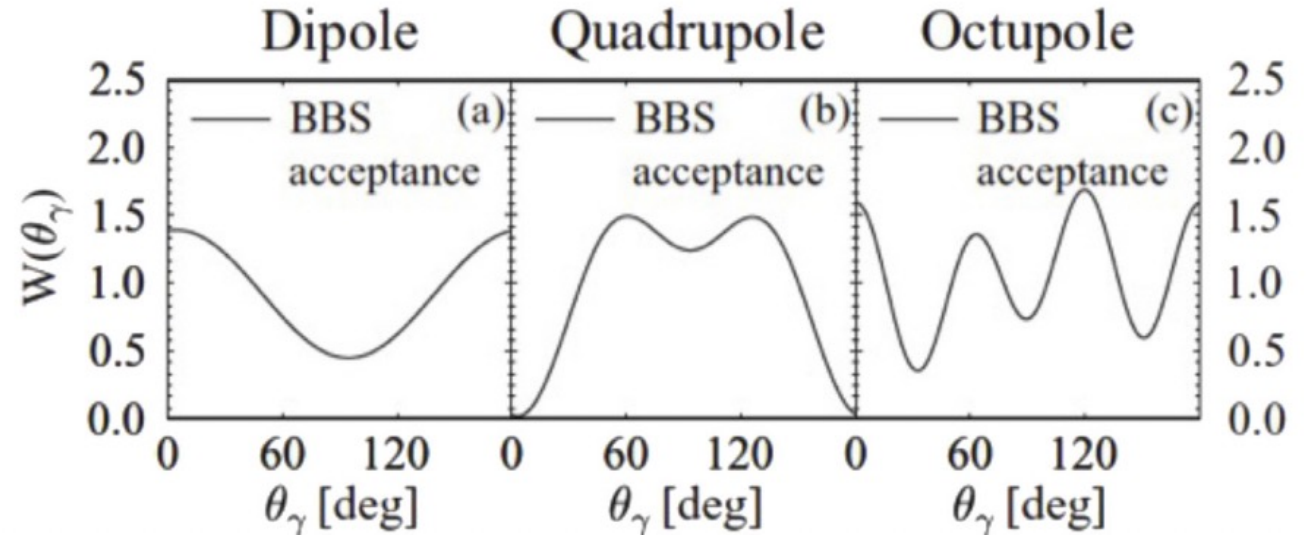 Dipole Quadrupole Octupole
2.5 BBS (a) BBS (b) BBS (c) 2.5
2.0 acceptance acceptance acceptance 2.0
1.5 1.5
1.0 1.0
0.5 0.5
0.0 0.0
W(θγ)
0 60 120 0 60 120 0 60 120
θγ [deg] θγ [deg] θγ [deg]